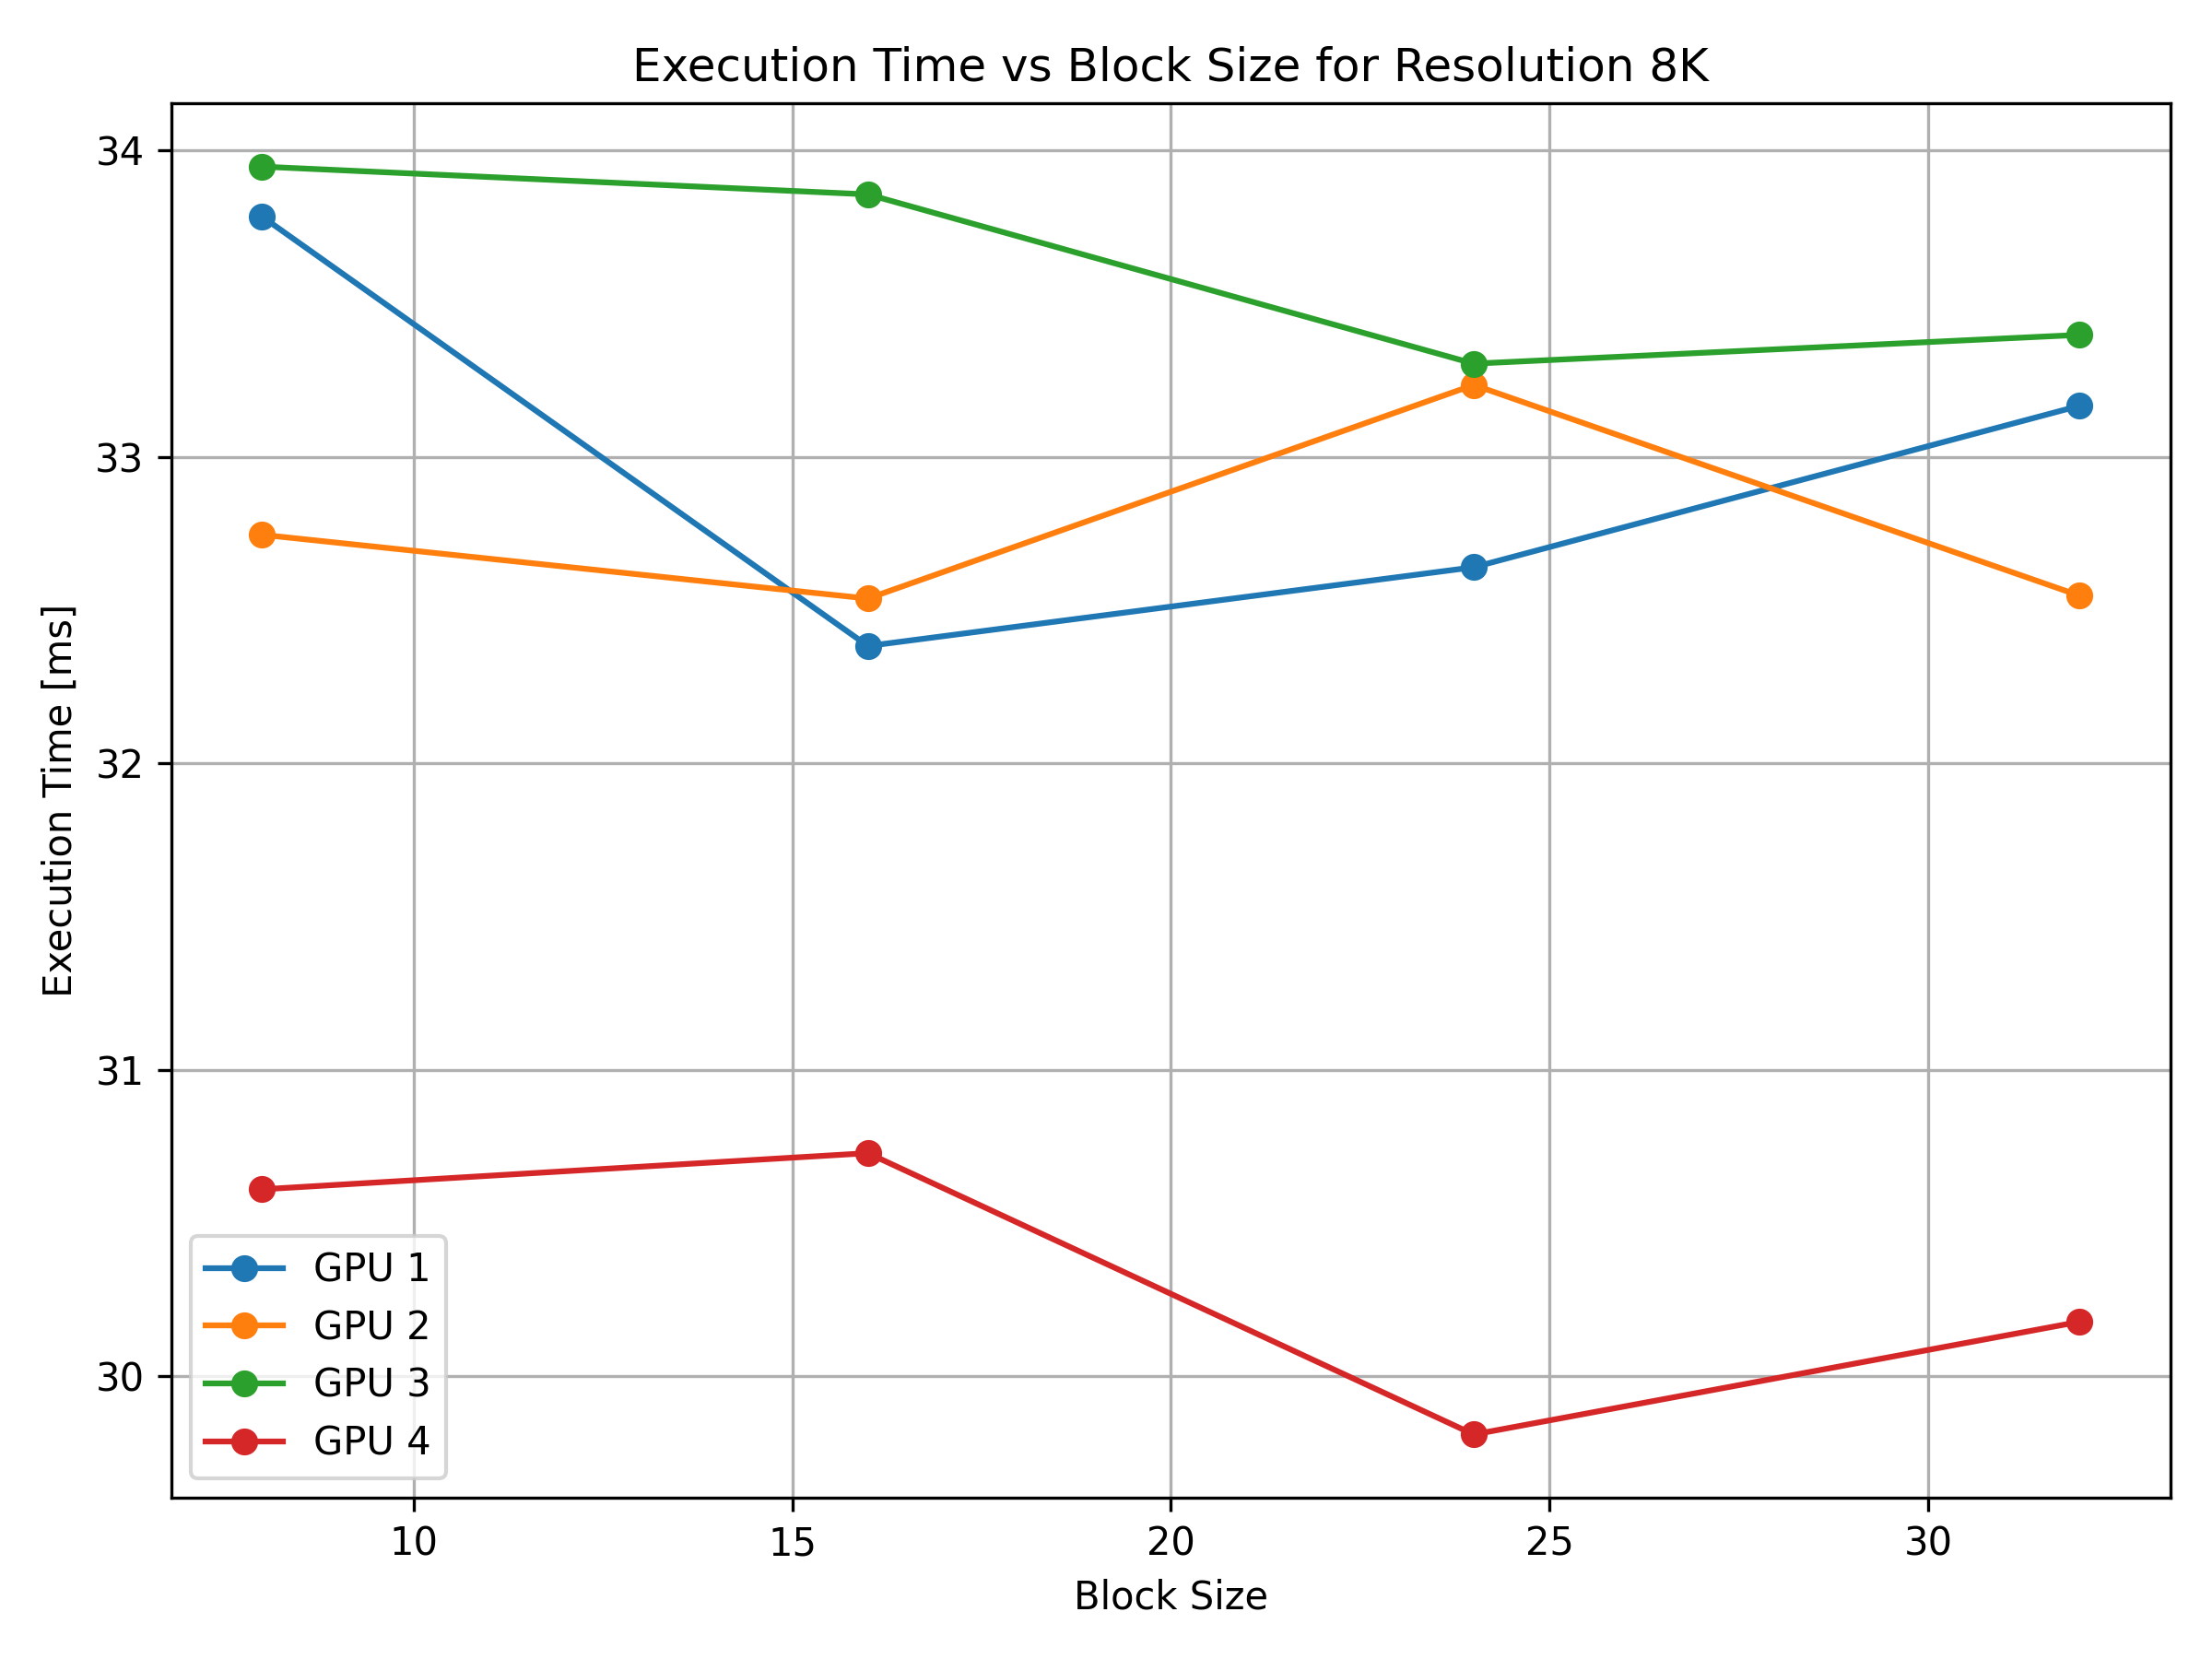 Execution Time vs Block Size for Resolution 8K
34
33
32
31
30
Execution Time [ms]
GPU 1
GPU 2
GPU 3
GPU 4
10 15 20 25 30
Block Size